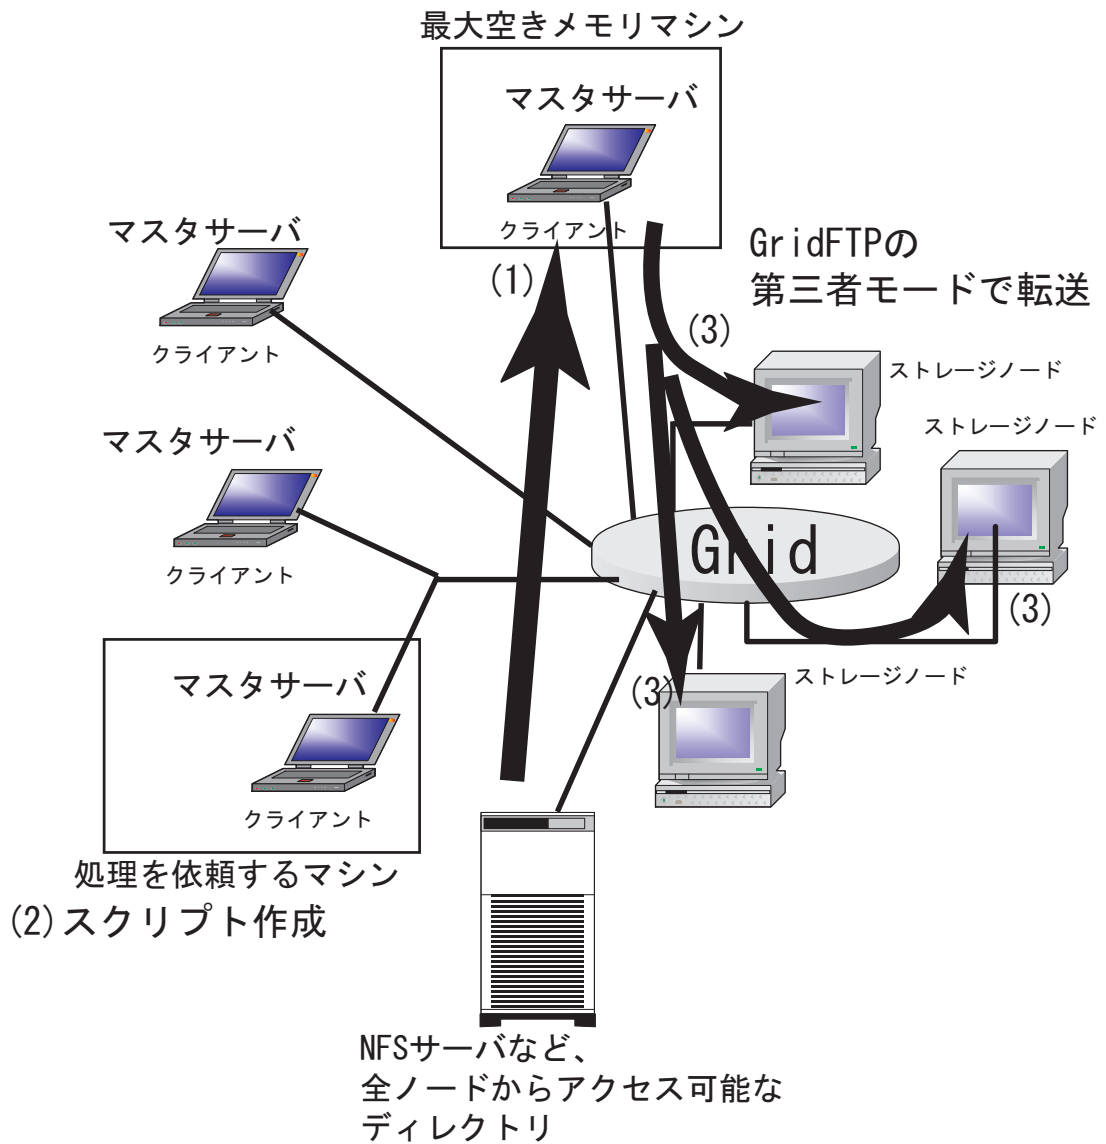 最大空きメモリマシン
マスタサーバ
クライアント
マスタサーバ
クライアント
(1)
GridFTPの
第三者モードで転送
(3)
ストレージノード
ストレージノード
マスタサーバ
クライアント
Grid
(3)
(3)
ストレージノード
マスタサーバ
クライアント
処理を依頼するマシン
(2)スクリプト作成
NFSサーバなど、
全ノードからアクセス可能な
ディレクトリ